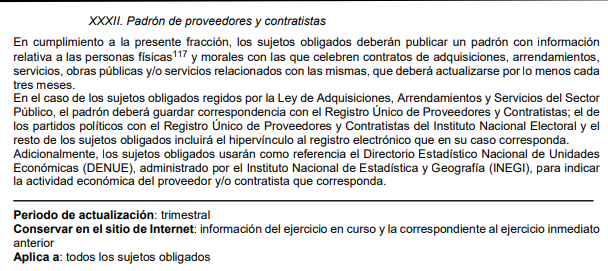 XXXII. Padrón de proveedores y contratistas
En cumplimiento a la presente fracción, los sujetos obligados deberán publicar un padrón con información
relativa a las personas físicas117 y morales con las que celebren contratos de adquisiciones, arrendamientos,
servicios, obras públicas y/o servicios relacionados con las mismas, que deberá actualizarse por lo menos cada
tres meses.
En el caso de los sujetos obligados regidos por la Ley de Adquisiciones, Arrendamientos y Servicios del Sector
Público, el padrón deberá guardar correspondencia con el Registro Único de Proveedores y Contratistas; el de
los partidos políticos con el Registro Único de Proveedores y Contratistas del Instituto Nacional Electoral y el
resto de los sujetos obligados incluirá el hipervínculo al registro electrónico que en su caso corresponda.
Adicionalmente, los sujetos obligados usarán como referencia el Directorio Estadístico Nacional de Unidades
Económicas (DENUE), administrado por el Instituto Nacional de Estadística y Geografía (INEGI), para indicar
la actividad económica del proveedor y/o contratista que corresponda.
Periodo de actualización: trimestral
Conservar en el sitio de Internet: información del ejercicio en curso y la correspondiente al ejercicio inmediato
anterior
Aplica a: todos los sujetos obligados